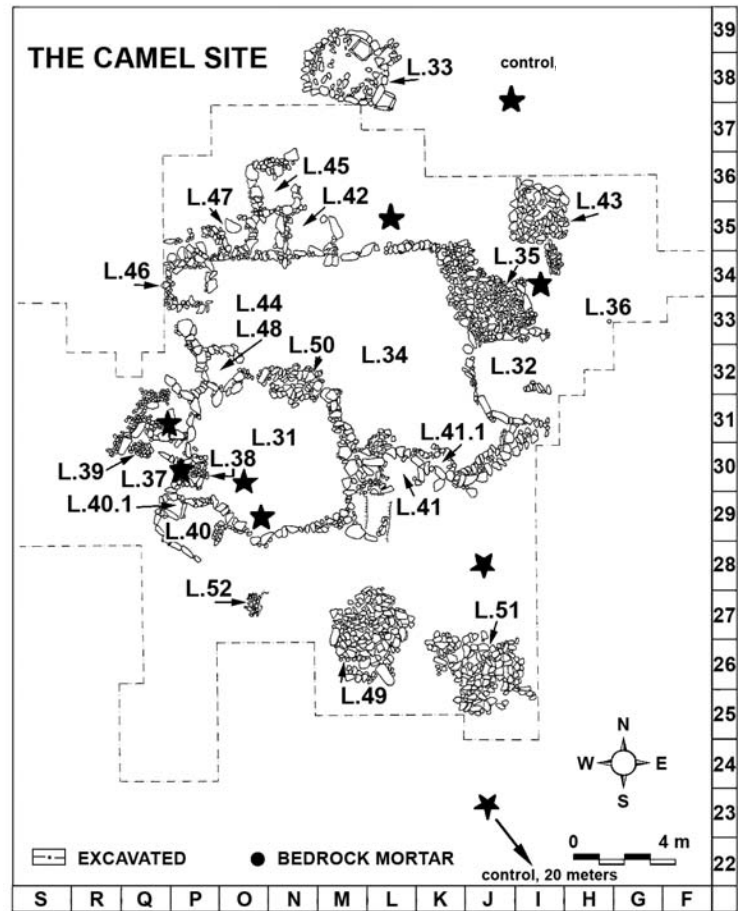 THE CAMEL SITE
L.33
control,
39
38
37
36
35
34
33
32
31
30
29
28
27
26
25
24
23
22
L.45
L.47
L.42
L.43
L.46
L.35
L.44
L.36
L.48
L.34
L.50
L.32
L.31
L.41.1
L.39
L.37
L.38
L.40.1
L.41
L.40
L.52
L.51
L.49
N
W E
S
0 4 m
EXCAVATED
BEDROCK MORTAR
control, 20 meters
S R Q P O N M L K J I H G F